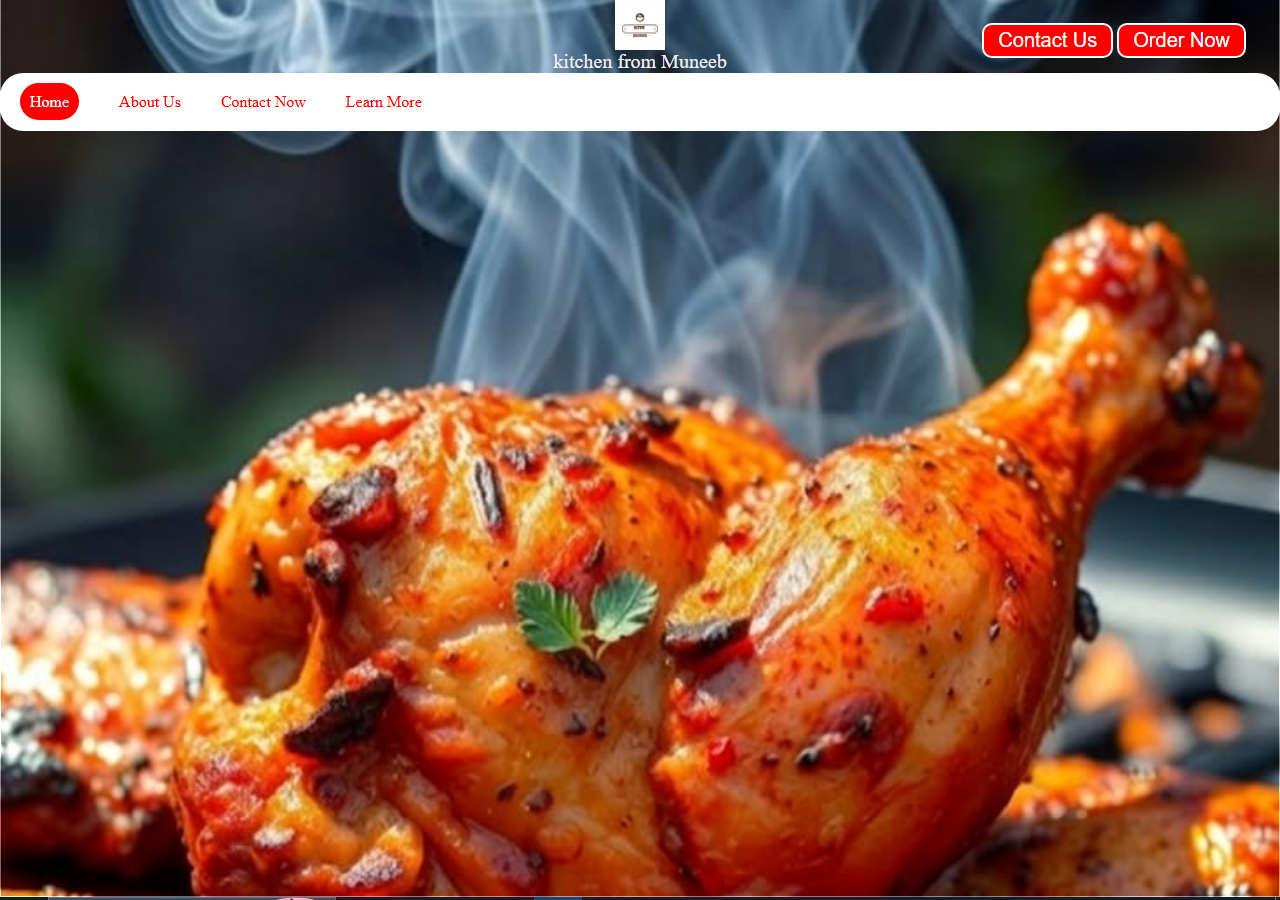 kitchen from Muneeb
Contact Us
Order Now
Home
About Us
Contact Now
Learn More